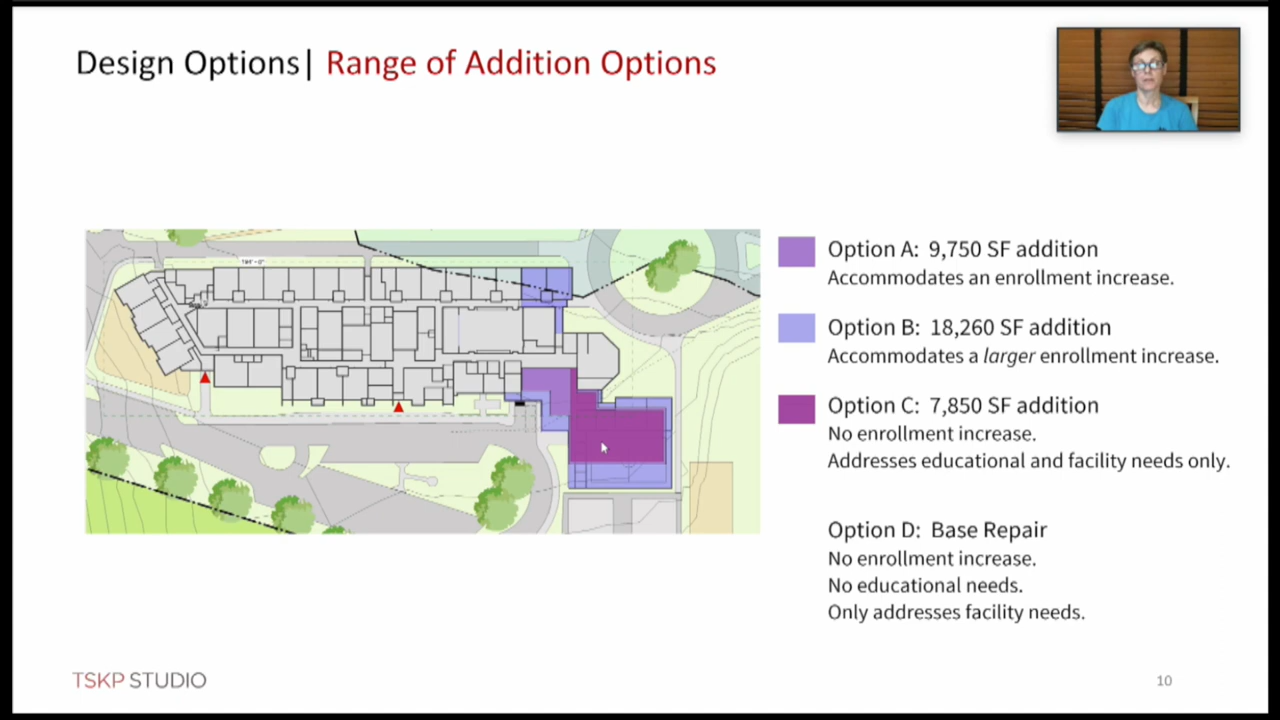 Design Options| Range of Addition Options
Option A: 9,750 SF addition
Accommodates an enrollment increase.
Option B: 18,260 SF addition
Accommodates a larger enrollment increase.
Option C: 7,850 SF addition
No enrollment increase.
Addresses educational and facility needs only.
Option D: Base Repair
No enrollment increase.
No educational needs.
Only addresses facility needs.
TSKP STUDIO
10